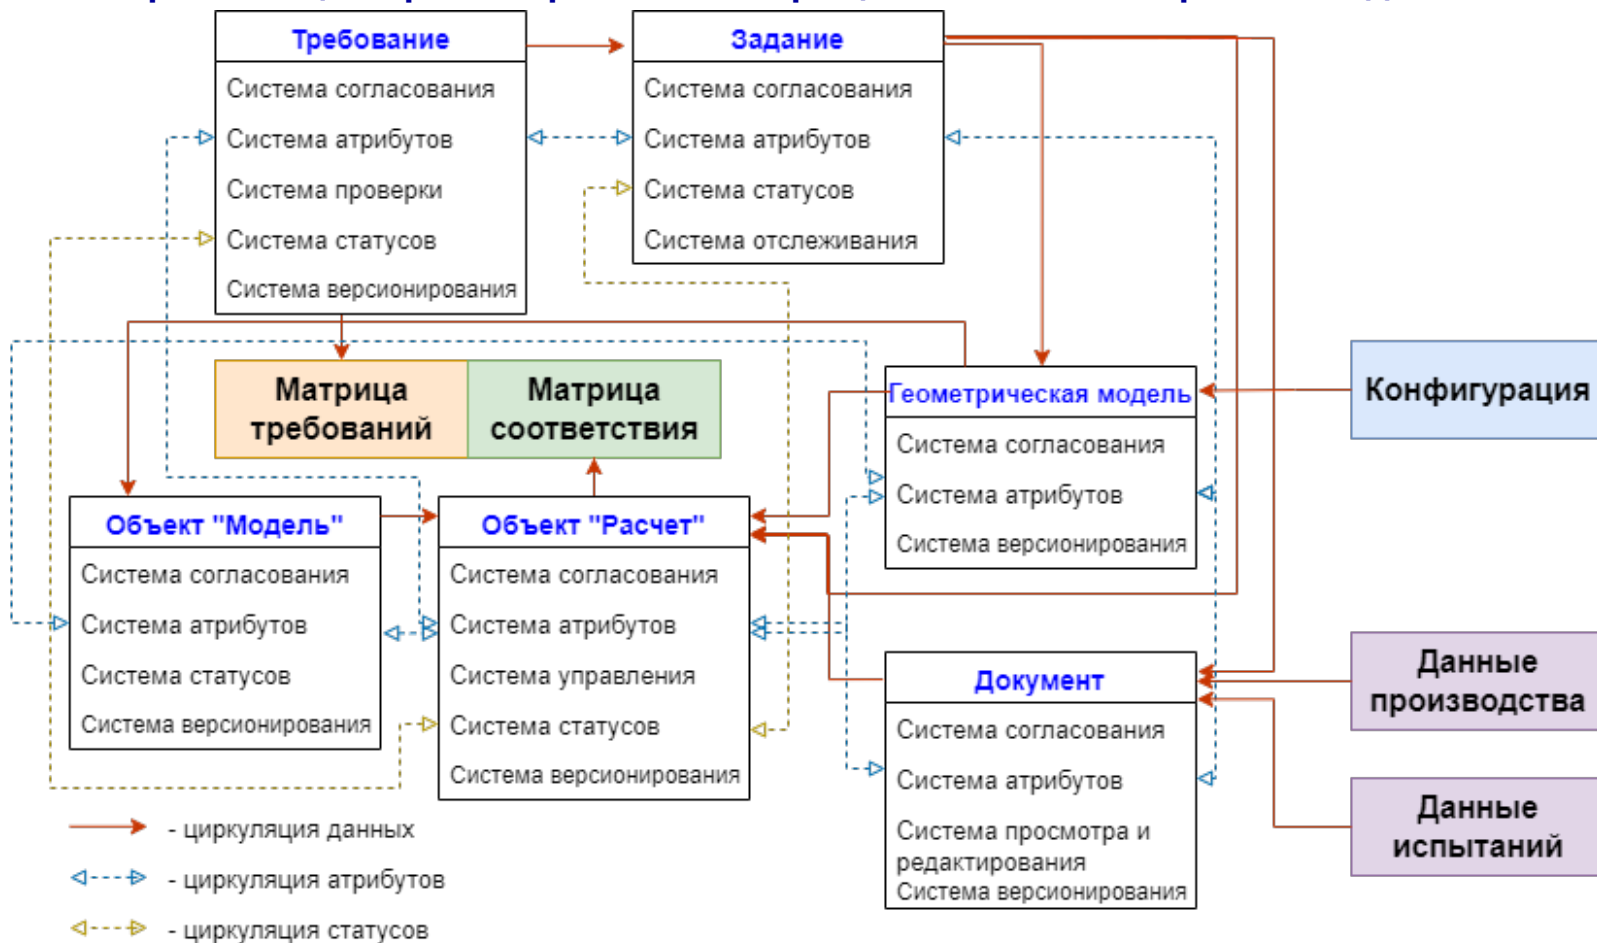 Требование
Система согласования
Система атрибутов
Система проверки
Система статусов
Система версионирования
Задание
Система согласования
Система атрибутов
Система статусов
Система отслеживания
Матрица
требований
Матрица
соответствия
Геометрическая модель
Система согласования
Система атрибутов
Система версионирования
Конфигурация
Объект "Модель"
Система согласования
Система атрибутов
Система статусов
Система версионирования
Объект "Расчет"
Система согласования
Система атрибутов
Система управления
Система статусов
Система версионирования
Документ
Система согласования
Система атрибутов
Система просмотра и
редактирования
Система версионирования
Данные
производства
Данные
испытаний
- циркуляция данных
- циркуляция атрибутов
- циркуляция статусов